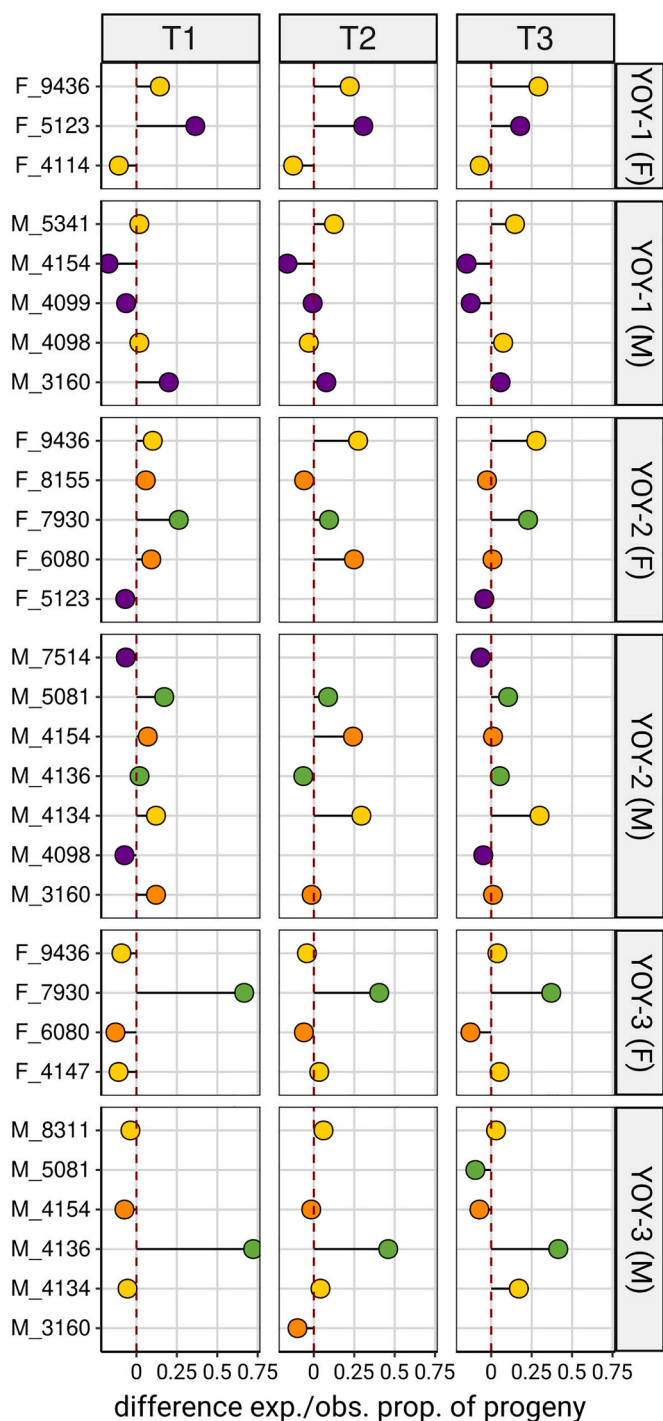 T1 T2 T3
F_9436
F_5123
F_4114
YOY-1 (F)
M_5341
M_4154
M_4099
M_4098
M_3160
YOY-1 (M)
F_9436
F_8155
F_7930
F_6080
F_5123
YOY-2 (F)
M_7514
M_5081
M_4154
M_4136
M_4134
M_4098
M_3160
YOY-2 (M)
F_9436
F_7930
F_6080
F_4147
YOY-3 (F)
M_8311
M_5081
M_4154
M_4136
M_4134
M_3160
YOY-3 (M)
0 0.25 0.5 0.75 0 0.25 0.5 0.75 0 0.25 0.5 0.75
difference exp./obs. prop. of progeny